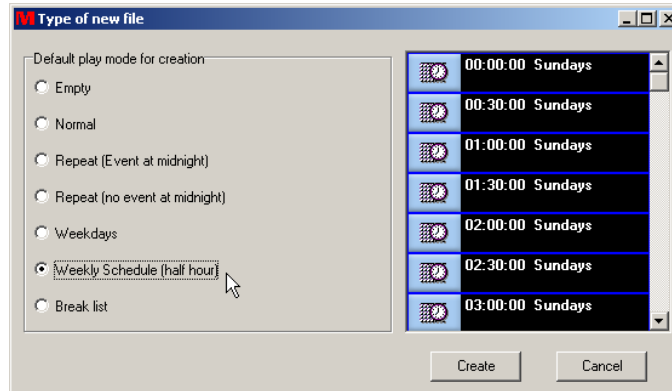 M Type of new file
Default play mode for creation
Empty
Normal
Repeat (Event at midnight)
Repeat (no event at midnight)
Weekdays
Weekly Schedule (half hour)
Break list
00:00:00 Sundays
00:30:00 Sundays
01:00:00 Sundays
01:30:00 Sundays
02:00:00 Sundays
02:30:00 Sundays
03:00:00 Sundays
Create
Cancel